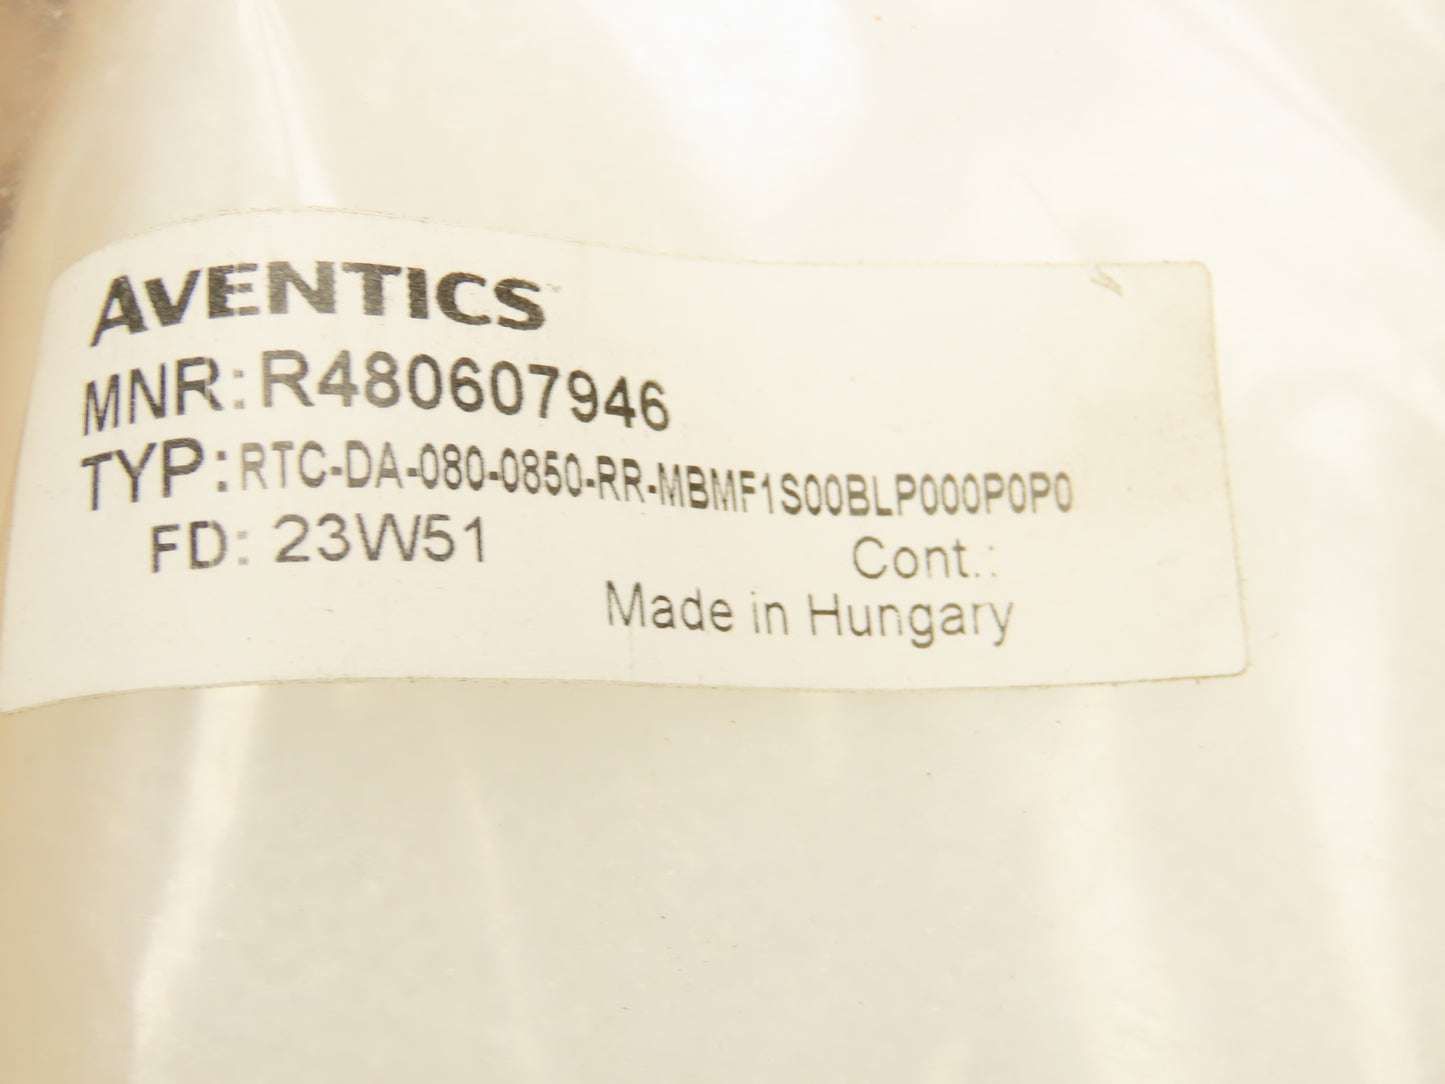 AVENTICS
MNR: R480607946
TYP: RTC-DA-080-0850-RR-MBMF1S00BLP000P0P0
FD: 23W51
Cont.:
Made in Hungary